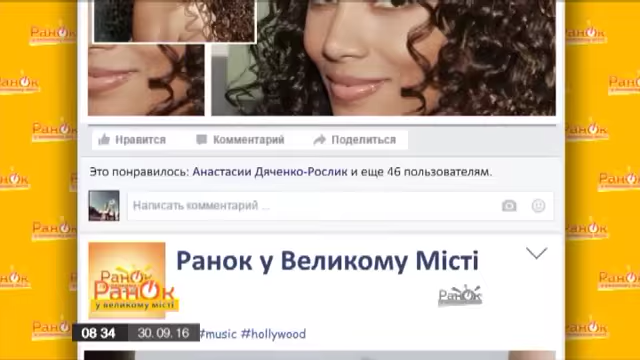 Нравится Комментарий Поделиться
Это понравилось: Анастасии Дяченко-Рослик и еще 46 пользователям.
Написать комментарий ...
Ранок у Великому Місті
Ранок
Ранок
у великому місті
Ранок
08 34 30.09.16 #music #hollywood